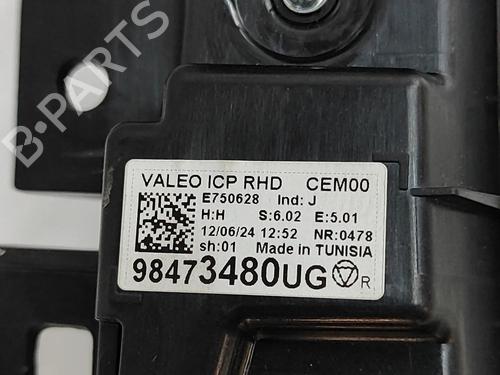 B-PARTS
VALEO ICP RHD CEM00
E750628 Ind: J
H:H S:6.02 E:5.01
12/06/24 12:52 NR:0478
sh:01 Made in TUNISIA
98473480UG R